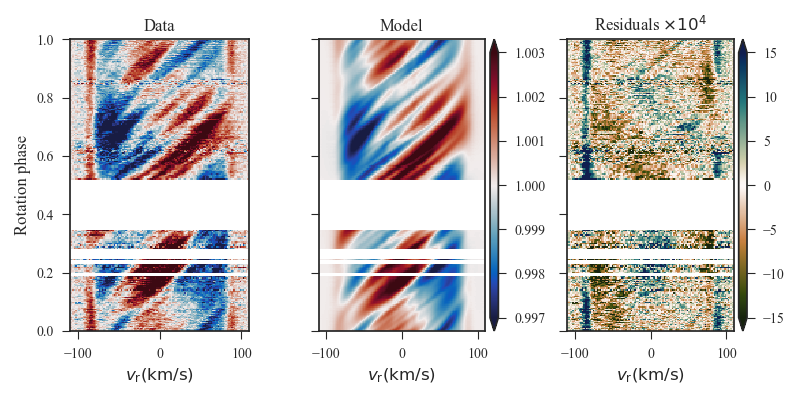 Data
Model
Residuals ×10⁴
Rotation phase
1.0
0.8
0.6
0.4
0.2
0.0
−100 0 100
−100 0 100
−100 0 100
v_r(km/s)
v_r(km/s)
v_r(km/s)
1.003
1.002
1.001
1.000
0.999
0.998
0.997
15
10
5
0
−5
−10
−15